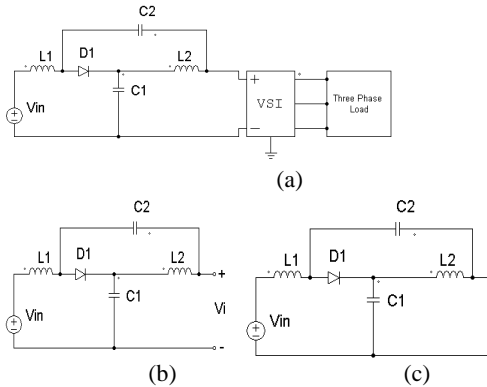 C2
L1
D1
L2
C1
Vin
+
VSI
−
Three Phase
Load
(a)
C2
L1
D1
L2
+
C1
Vi
Vin
-
(b)
C2
L1
D1
L2
C1
Vin
(c)